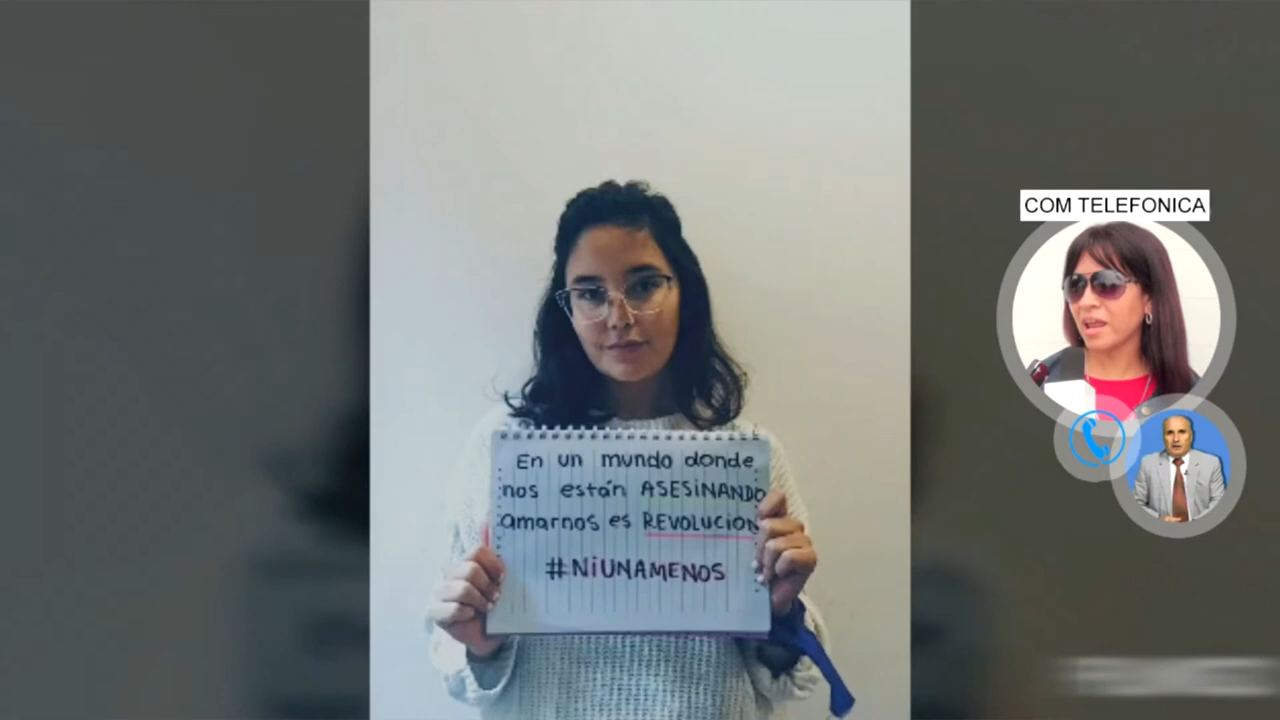 En un mundo donde
nos están ASESiNANDO
amarnos es REVOLUCION
#NiUNAMENOS
COM TELEFONICA